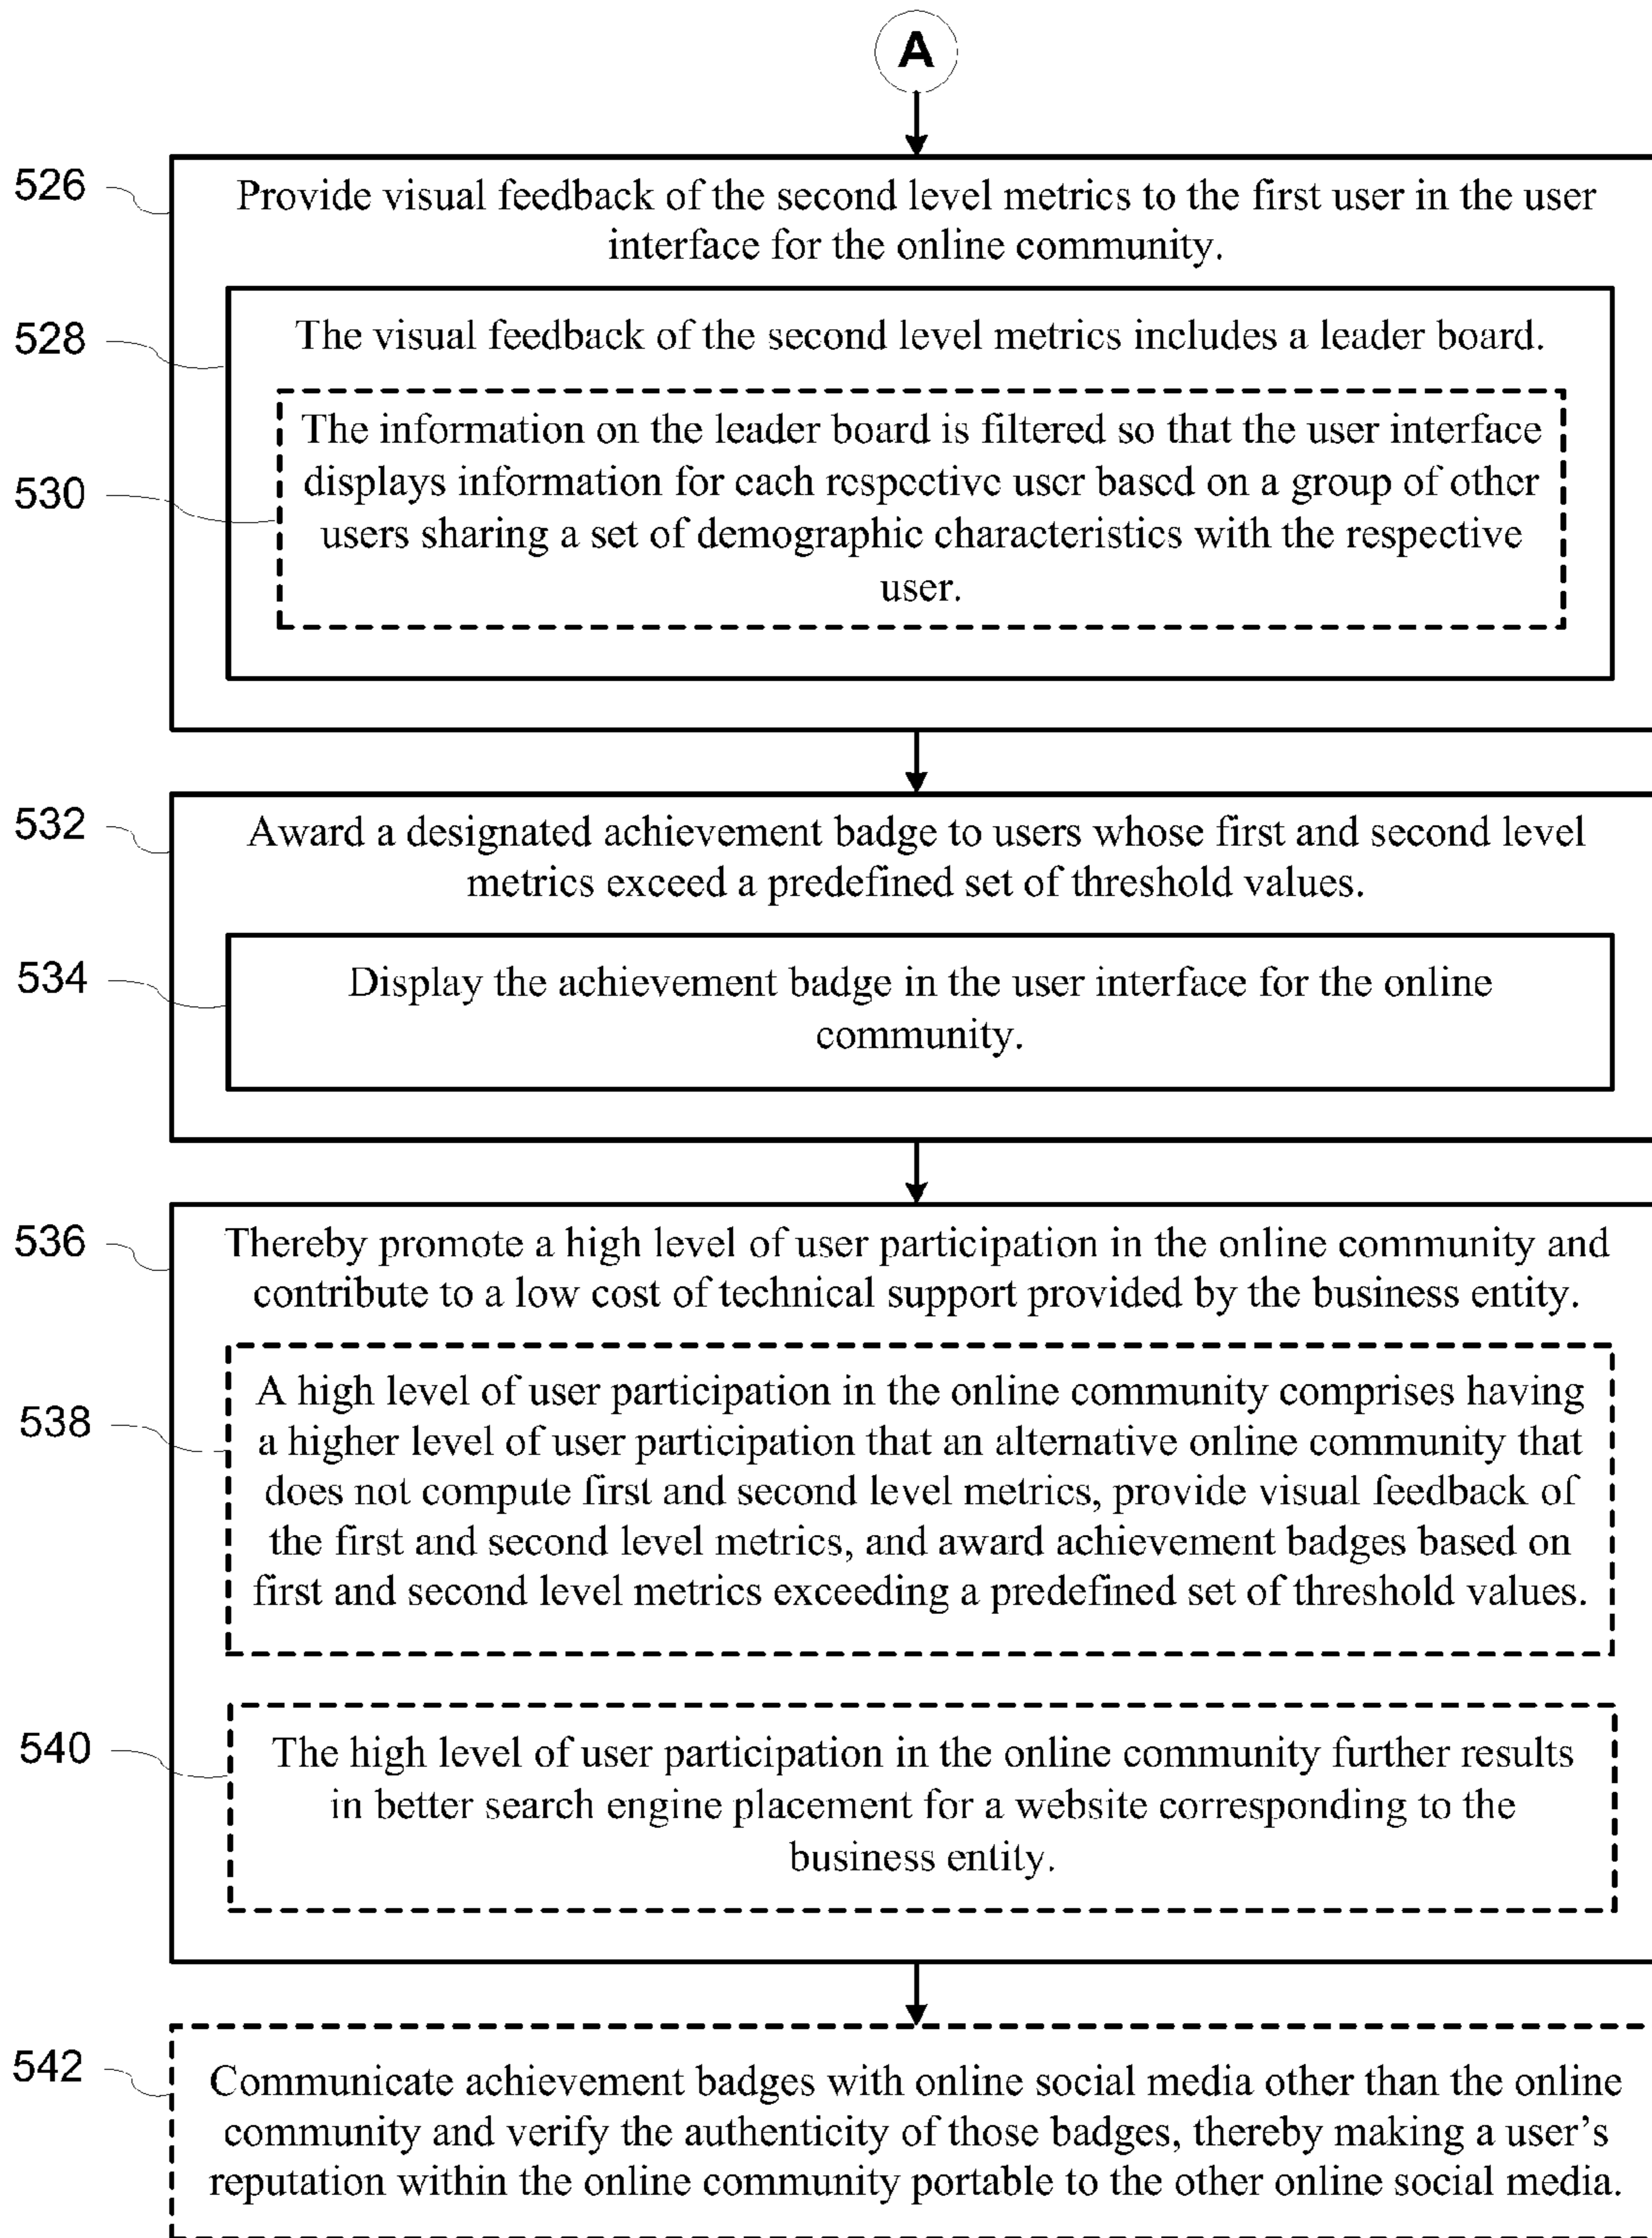 A
526
Provide visual feedback of the second level metrics to the first user in the user
interface for the online community.
528
The visual feedback of the second level metrics includes a leader board.
530
The information on the leader board is filtered so that the user interface
displays information for each respective user based on a group of other
users sharing a set of demographic characteristics with the respective
user.
532
Award a designated achievement badge to users whose first and second level
metrics exceed a predefined set of threshold values.
534
Display the achievement badge in the user interface for the online
community.
536
Thereby promote a high level of user participation in the online community and
contribute to a low cost of technical support provided by the business entity.
538
A high level of user participation in the online community comprises having
a higher level of user participation that an alternative online community that
does not compute first and second level metrics, provide visual feedback of
the first and second level metrics, and award achievement badges based on
first and second level metrics exceeding a predefined set of threshold values.
540
The high level of user participation in the online community further results
in better search engine placement for a website corresponding to the
business entity.
542
Communicate achievement badges with online social media other than the online
community and verify the authenticity of those badges, thereby making a user’s
reputation within the online community portable to the other online social media.